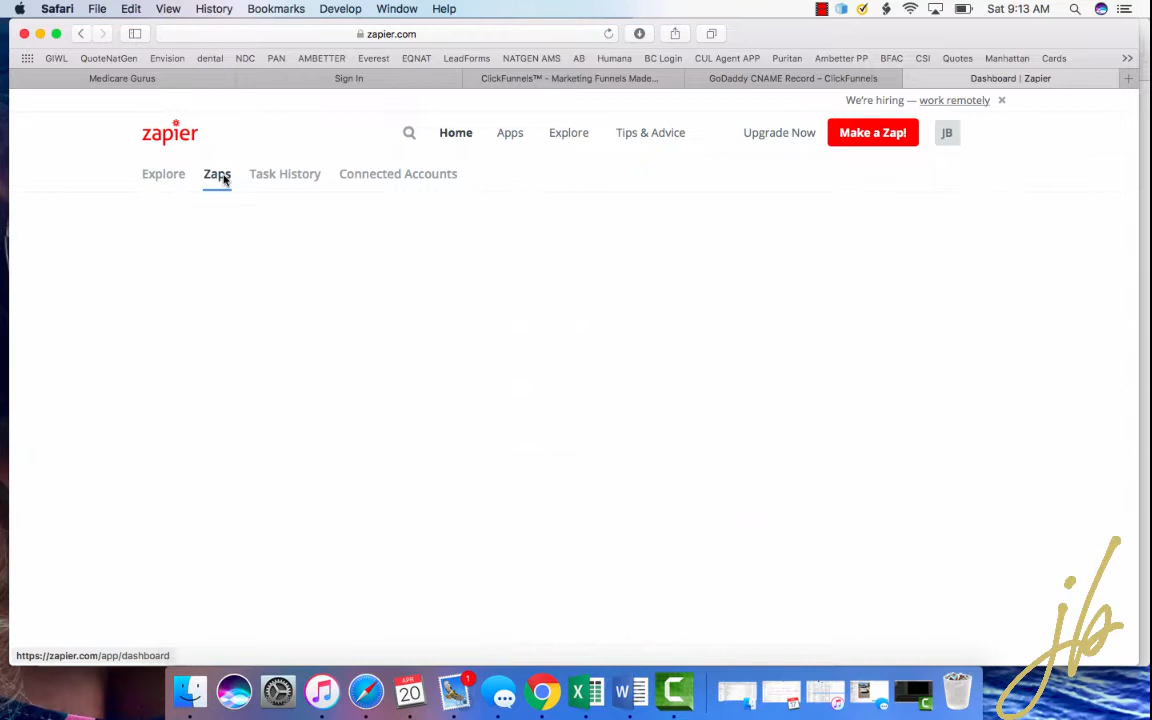 Safari File Edit View History Bookmarks Develop Window Help Sat 9:13 AM
zapier.com
GIWL QuoteNatGen Envision dental NDC PAN AMBETTER Everest EQNAT LeadForms NATGEN AMS AB Humana BC Login CUL Agent APP Puritan Ambetter PP BFAC CSI Quotes Manhattan Cards
Medicare Gurus Sign In ClickFunnels™ - Marketing Funnels Made... GoDaddy CNAME Record – ClickFunnels Dashboard | Zapier
We're hiring — work remotely ×
zapier Home Apps Explore Tips & Advice Upgrade Now Make a Zap! JB
Explore Zaps Task History Connected Accounts
https://zapier.com/app/dashboard
jb
APR
20
1